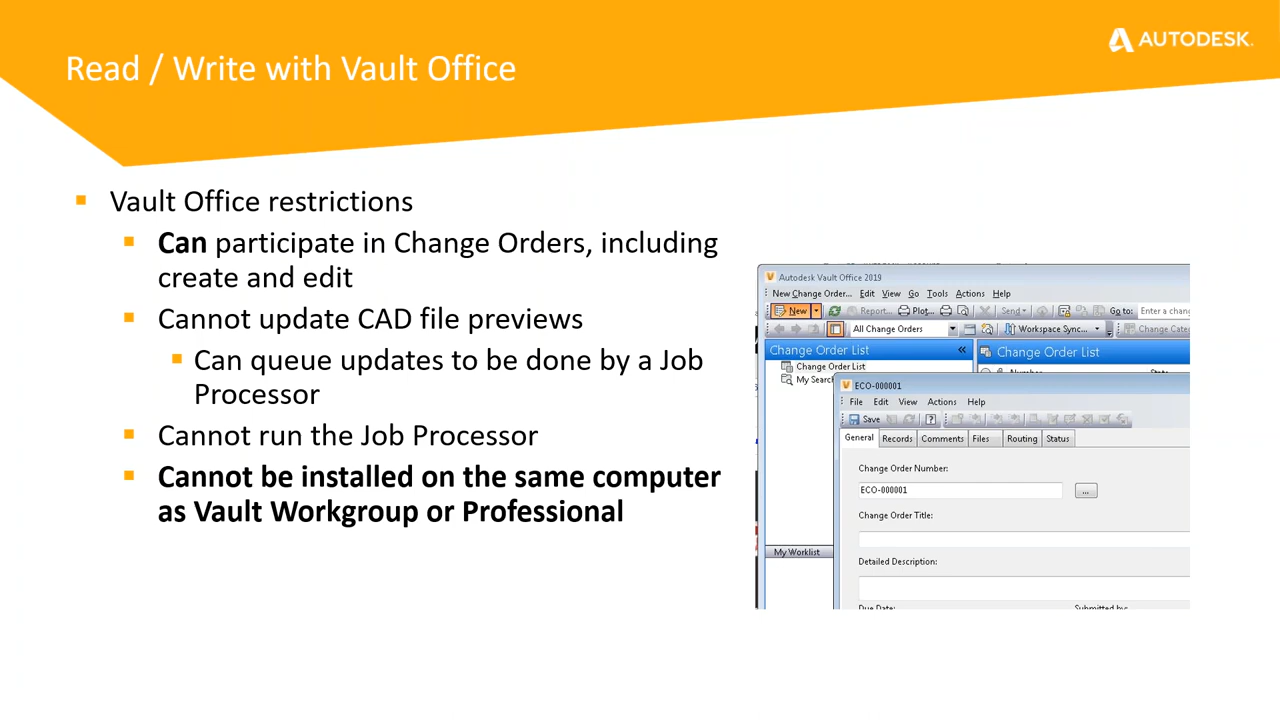 AUTODESK.
Read / Write with Vault Office
Vault Office restrictions
Can participate in Change Orders, including
create and edit
Cannot update CAD file previews
Can queue updates to be done by a Job
Processor
Cannot run the Job Processor
Cannot be installed on the same computer
as Vault Workgroup or Professional
Autodesk Vault Office 2019
New Change Order... Edit View Go Tools Actions Help
New Report... Plot... Send Go to: Enter a chang
All Change Orders Workspace Sync... Change Cate
Change Order List Change Order List
Change Order List
My Search
ECO-000001
File Edit View Actions Help
Save
General Records Comments Files Routing Status
Change Order Number:
ECO-000001 ...
Change Order Title:
My Worklist
Detailed Description:
Due Date: Submitted by: